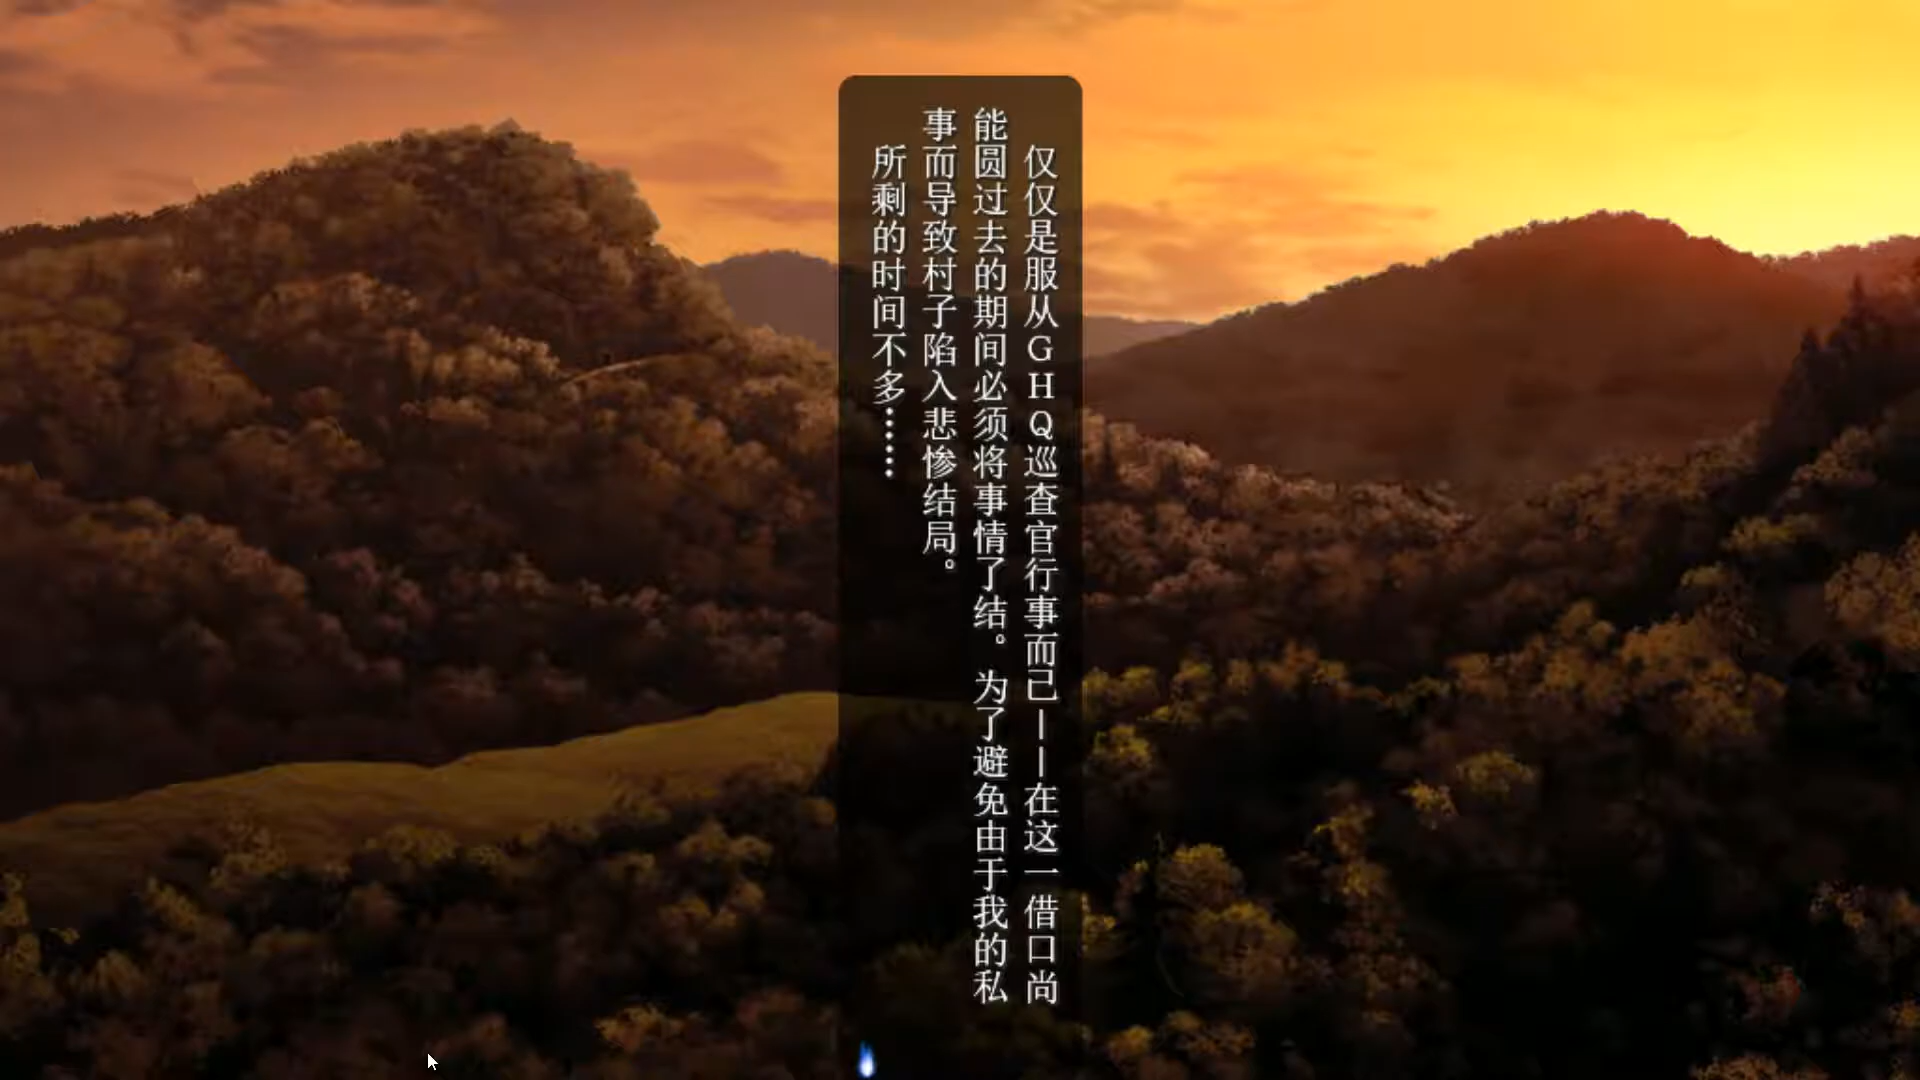 仅仅是服从GHQ巡查官行事而已——在这一借口尚
能圆过去的期间必须将事情了结。为了避免由于我的私
事而导致村子陷入悲惨结局。
所剩的时间不多……